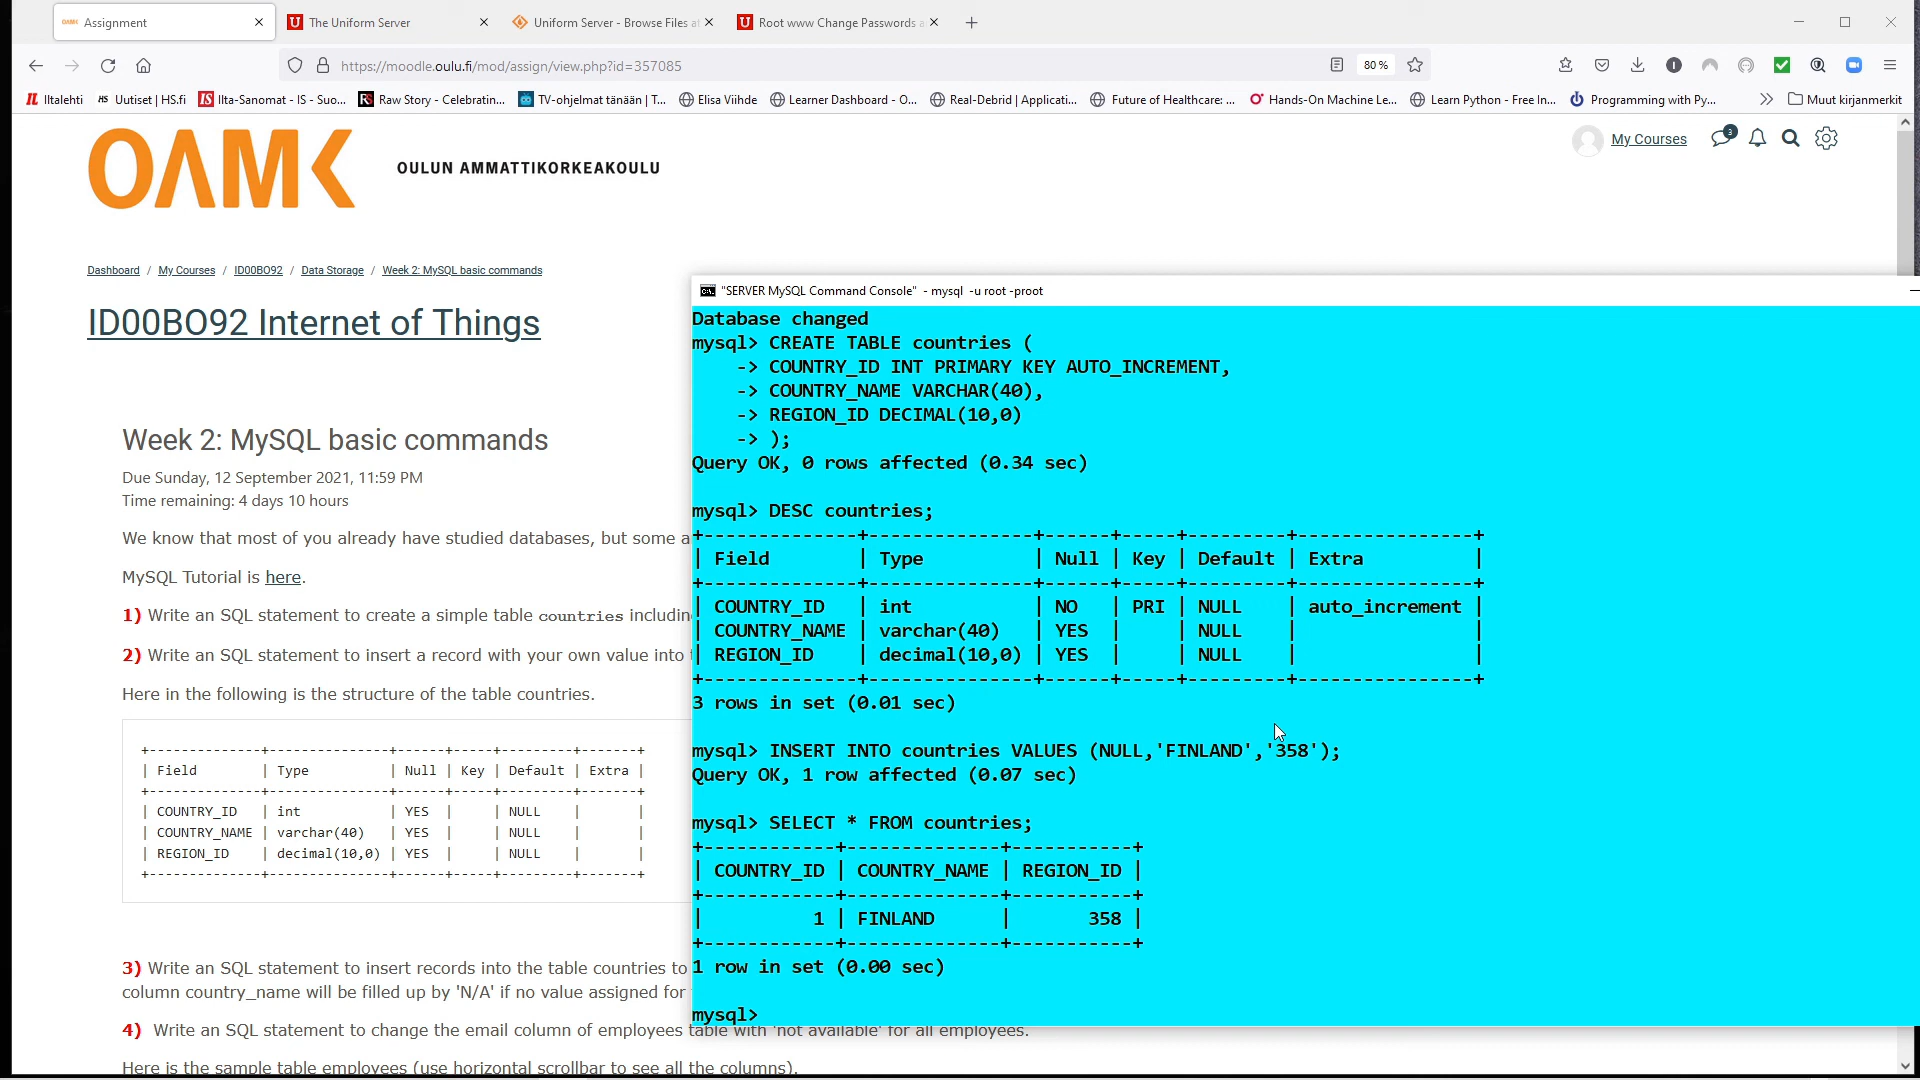 Assignment
The Uniform Server
Uniform Server - Browse Files a
Root www Change Passwords a
https://moodle.oulu.fi/mod/assign/view.php?id=357085
80 %
Iltalehti
HS Uutiset | HS.fi
IS Ilta-Sanomat - IS - Suo...
RS Raw Story - Celebratin...
TV-ohjelmat tänään | T...
Elisa Viihde
Learner Dashboard - O...
Real-Debrid | Applicati...
Future of Healthcare: ...
Hands-On Machine Le...
Learn Python - Free In...
Programming with Py...
Muut kirjanmerkit
OAMK
OULUN AMMATTIKORKEAKOULU
My Courses
3
Dashboard / My Courses / ID00BO92 / Data Storage / Week 2: MySQL basic commands
ID00BO92 Internet of Things
Week 2: MySQL basic commands
Due Sunday, 12 September 2021, 11:59 PM
Time remaining: 4 days 10 hours
We know that most of you already have studied databases, but some a
MySQL Tutorial is here.
1) Write an SQL statement to create a simple table countries includin
2) Write an SQL statement to insert a record with your own value into
Here in the following is the structure of the table countries.
+--------------+---------------+------+-----+---------+-------+
| Field | Type | Null | Key | Default | Extra |
+--------------+---------------+------+-----+---------+-------+
| COUNTRY_ID | int | YES | | NULL | |
| COUNTRY_NAME | varchar(40) | YES | | NULL | |
| REGION_ID | decimal(10,0) | YES | | NULL | |
+--------------+---------------+------+-----+---------+-------+
3) Write an SQL statement to insert records into the table countries to
column country_name will be filled up by 'N/A' if no value assigned for
4) Write an SQL statement to change the email column of employees table with 'not available' for all employees.
Here is the sample table employees (use horizontal scrollbar to see all the columns).
"SERVER MySQL Command Console" - mysql -u root -proot
Database changed
mysql> CREATE TABLE countries (
-> COUNTRY_ID INT PRIMARY KEY AUTO_INCREMENT,
-> COUNTRY_NAME VARCHAR(40),
-> REGION_ID DECIMAL(10,0)
-> );
Query OK, 0 rows affected (0.34 sec)
mysql> DESC countries;
+--------------+---------------+------+-----+---------+----------------+
| Field | Type | Null | Key | Default | Extra |
+--------------+---------------+------+-----+---------+----------------+
| COUNTRY_ID | int | NO | PRI | NULL | auto_increment |
| COUNTRY_NAME | varchar(40) | YES | | NULL | |
| REGION_ID | decimal(10,0) | YES | | NULL | |
+--------------+---------------+------+-----+---------+----------------+
3 rows in set (0.01 sec)
mysql> INSERT INTO countries VALUES (NULL,'FINLAND','358');
Query OK, 1 row affected (0.07 sec)
mysql> SELECT * FROM countries;
+------------+--------------+-----------+
| COUNTRY_ID | COUNTRY_NAME | REGION_ID |
+------------+--------------+-----------+
| 1 | FINLAND | 358 |
+------------+--------------+-----------+
1 row in set (0.00 sec)
mysql>